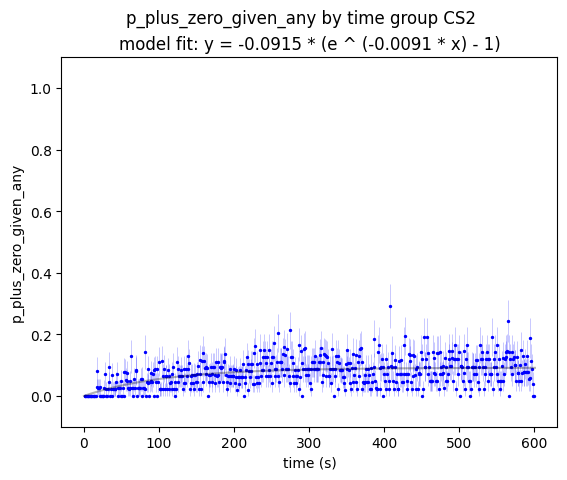 p_plus_zero_given_any by time group CS2
model fit: y = -0.0915 * (e ^ (-0.0091 * x) - 1)
1.0
0.8
0.6
0.4
0.2
0.0
p_plus_zero_given_any
0 100 200 300 400 500 600
time (s)